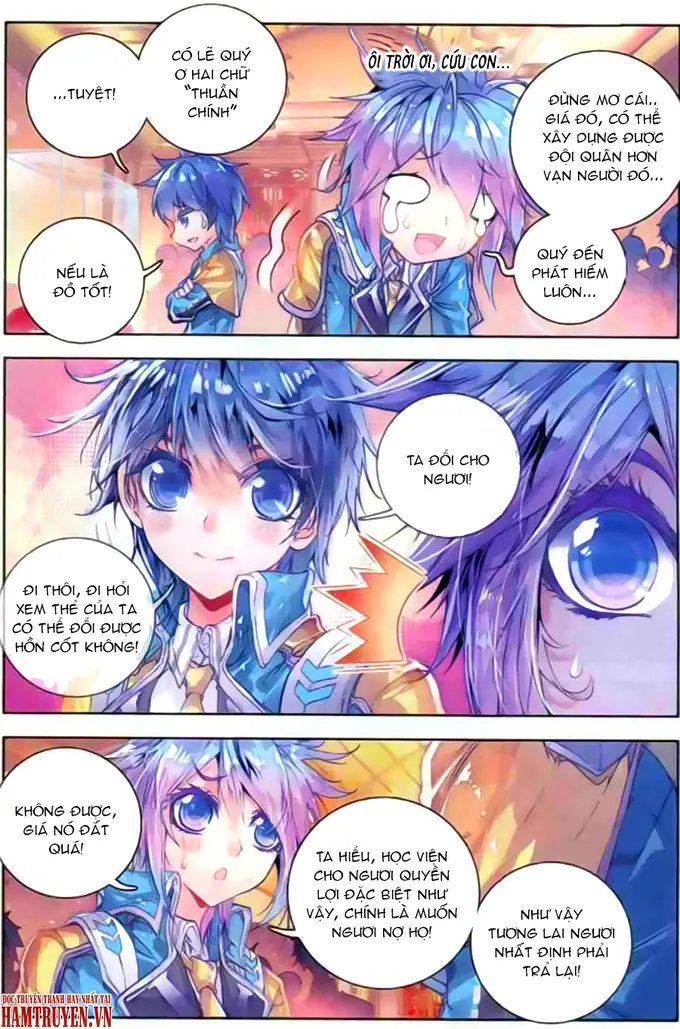 ...TUYỆT!
CÓ LẼ QUÝ
Ở HAI CHỮ
"THUẦN
CHÍNH"
ÔI TRỜI ƠI, CỨU CON...
ĐỪNG MƠ CÁI..
GIÁ ĐÓ, CÓ THỂ
XÂY DỰNG ĐƯỢC
ĐỘI QUÂN HƠN
VẠN NGƯỜI ĐÓ...
NẾU LÀ
ĐỒ TỐT!
QUÝ ĐẾN
PHÁT HIẾM
LUÔN...
TA ĐỔI CHO
NGƯƠI!
ĐI THÔI, ĐI HỎI
XEM THẺ CỦA TA
CÓ THỂ ĐỔI ĐƯỢC
HỒN CỐT KHÔNG!
KHÔNG ĐƯỢC,
GIÁ NÓ ĐẮT
QUÁ!
TA HIỂU, HỌC VIỆN
CHO NGƯƠI QUYỀN
LỢI ĐẶC BIỆT NHƯ
VẬY, CHÍNH LÀ MUỐN
NGƯƠI NỢ HỌ!
NHƯ VẬY
TƯƠNG LAI NGƯƠI
NHẤT ĐỊNH PHẢI
TRẢ LẠI!
ĐỌC TRUYỆN TRANH HAY NHẤT TẠI
HAMTRUYEN.VN